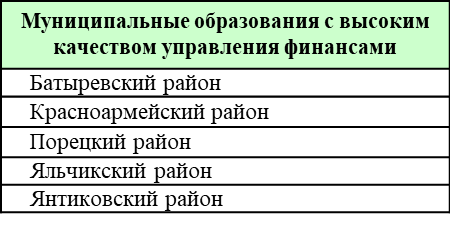 Муниципальные образования с высоким
качеством управления финансами
Батыревский район
Красноармейский район
Порецкий район
Яльчикский район
Янтиковский район